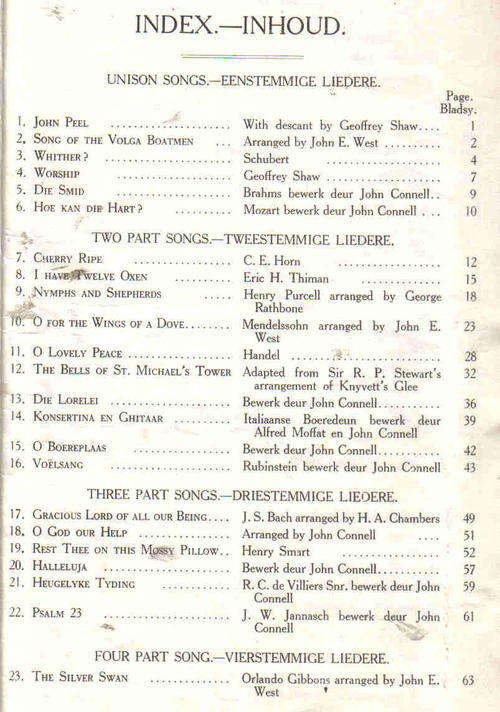 INDEX.—INHOUD.
UNISON SONGS.—EENSTEMMIGE LIEDERE.
Page.
Bladsy.
1. JOHN PEEL .................... With descant by Geoffrey Shaw.... 1
2. SONG OF THE VOLGA BOATMEN ... Arranged by John E. West .......... 2
3. WHITHER? .................... Schubert .............. 4
4. WORSHIP .................... Geoffrey Shaw .............. 7
5. DIE SMID .................... Brahms bewerk deur John Connell.. 9
6. HOE KAN DIE HART? .......... Mozart bewerk deur John Connell ... 10
TWO PART SONGS.—TWEESTEMMIGE LIEDERE.
7. CHERRY RIPE .............. C. E. Horn .................. 12
8. I HAVE TWELVE OXEN .......... Eric H. Thiman .............. 15
9. NYMPHS AND SHEPHERDS ..... Henry Purcell arranged by George 18
Rathbone
10. O FOR THE WINGS OF A DOVE........ Mendelssohn arranged by John E. 23
West
11. O LOVELY PEACE .................. Handel .................. 28
12. THE BELLS OF ST. MICHAEL'S TOWER Adapted from Sir R. P. Stewart's 32
arrangement of Knyvett's Glee
13. DIE LORELEI .................. Bewerk deur John Connell........... 36
14. KONSERTINA EN GHITAAR .......... Italiaanse Boeredeun bewerk deur 39
Alfred Moffat en John Connell
15. O BOEREPLAAS .............. Bewerk deur John Connell........... 42
16. VOËLSANG .................... Rubinstein bewerk deur John Connell 43
THREE PART SONGS.—DRIESTEMMIGE LIEDERE.
17. GRACIOUS LORD OF ALL OUR BEING.... J. S. Bach arranged by H. A. Chambers 49
18. O GOD OUR HELP ................ Arranged by John Connell .... 51
19. REST THEE ON THIS MOSSY PILLOW.. Henry Smart .............. 52
20. HALLELUJA .................... Bewerk deur John Connell........... 57
21. HEUGELYKE TYDING .......... R. C. de Villiers Snr. bewerk deur John 59
Connell
22. PSALM 23 .................... J. W. Jannasch bewerk deur John 61
Connell
FOUR PART SONG.—VIERSTEMMIGE LIEDERE.
23. THE SILVER SWAN .............. Orlando Gibbons arranged by John E. 63
West